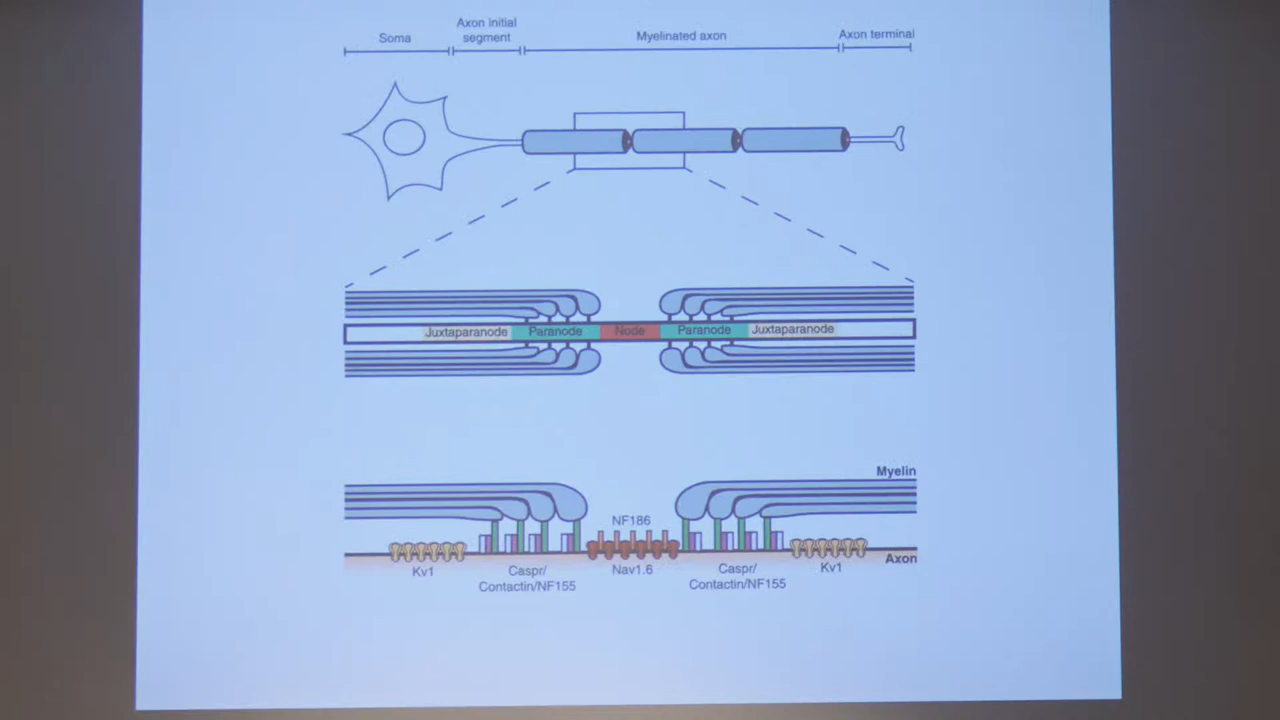 Soma
Axon initial
segment
Myelinated axon
Axon terminal
Juxtaparanode Paranode Node Paranode Juxtaparanode
Myelin
NF186
Axon
Kv1
Caspr/
Contactin/NF155
Nav1.6
Caspr/
Contactin/NF155
Kv1